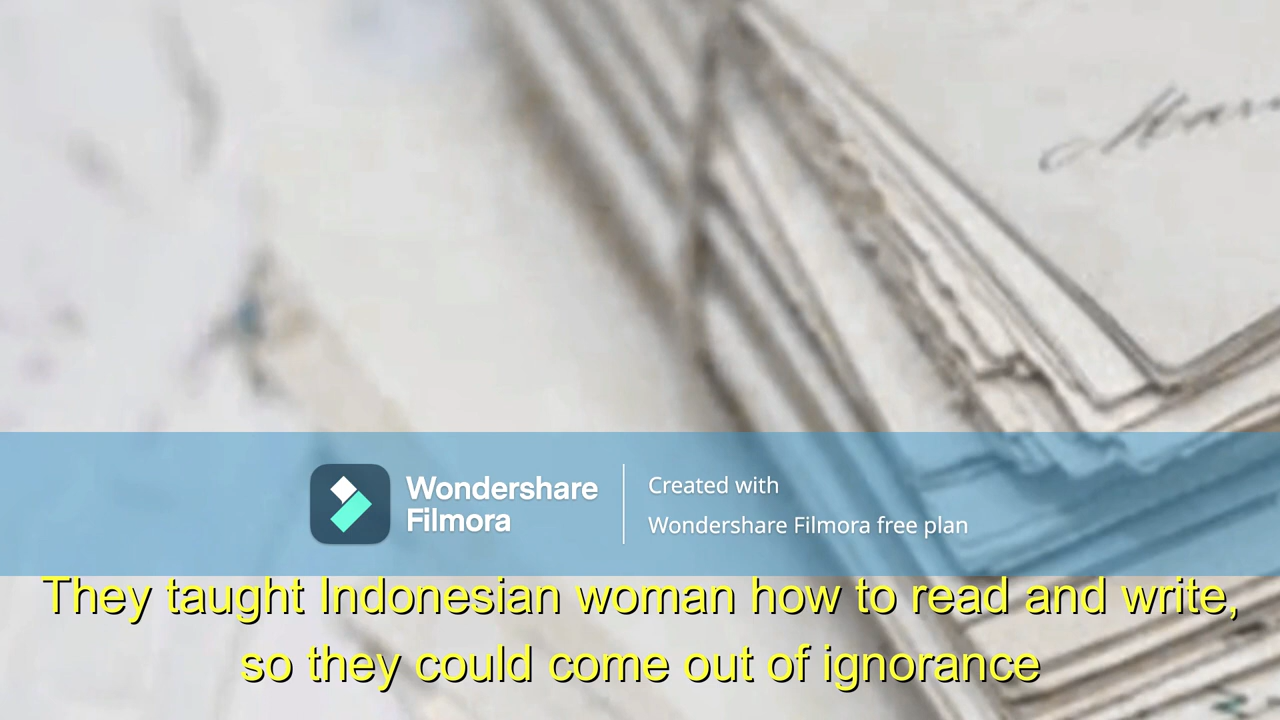 Wondershare
Filmora
Created with
Wondershare Filmora free plan
They taught Indonesian woman how to read and write,
so they could come out of ignorance